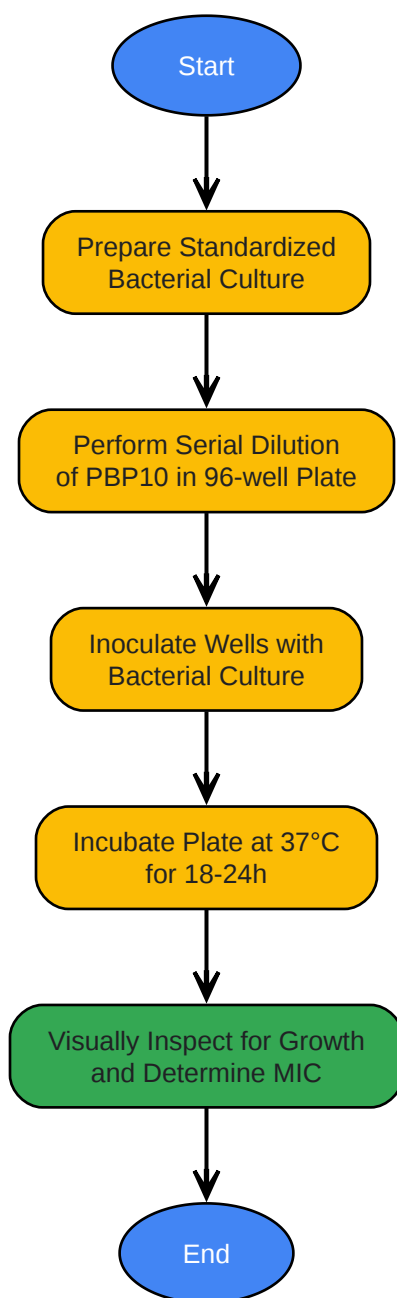 Start
Prepare Standardized
Bacterial Culture
Perform Serial Dilution
of PBP10 in 96-well Plate
Inoculate Wells with
Bacterial Culture
Incubate Plate at 37°C
for 18-24h
Visually Inspect for Growth
and Determine MIC
End